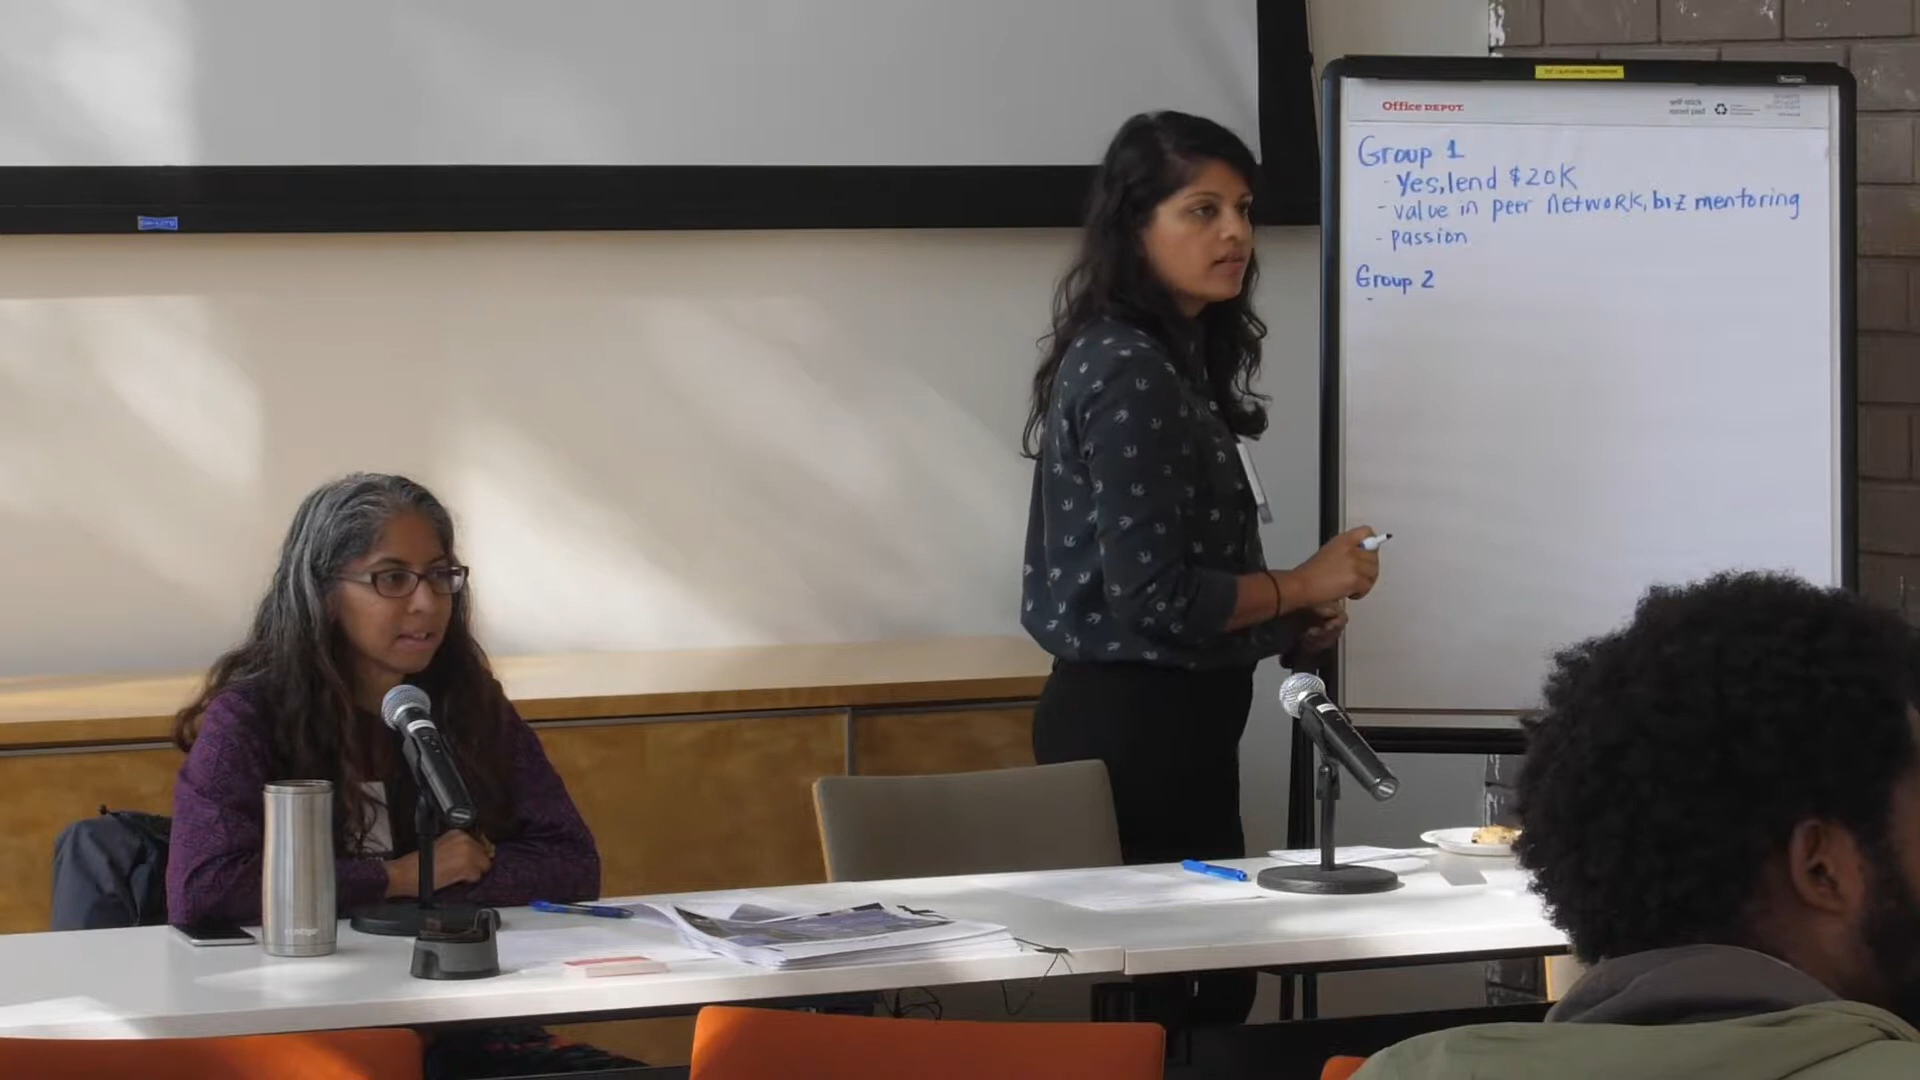 Office DEPOT.
Group 1
- Yes, lend $20K
- value in peer network, biz mentoring
- passion
Group 2
-